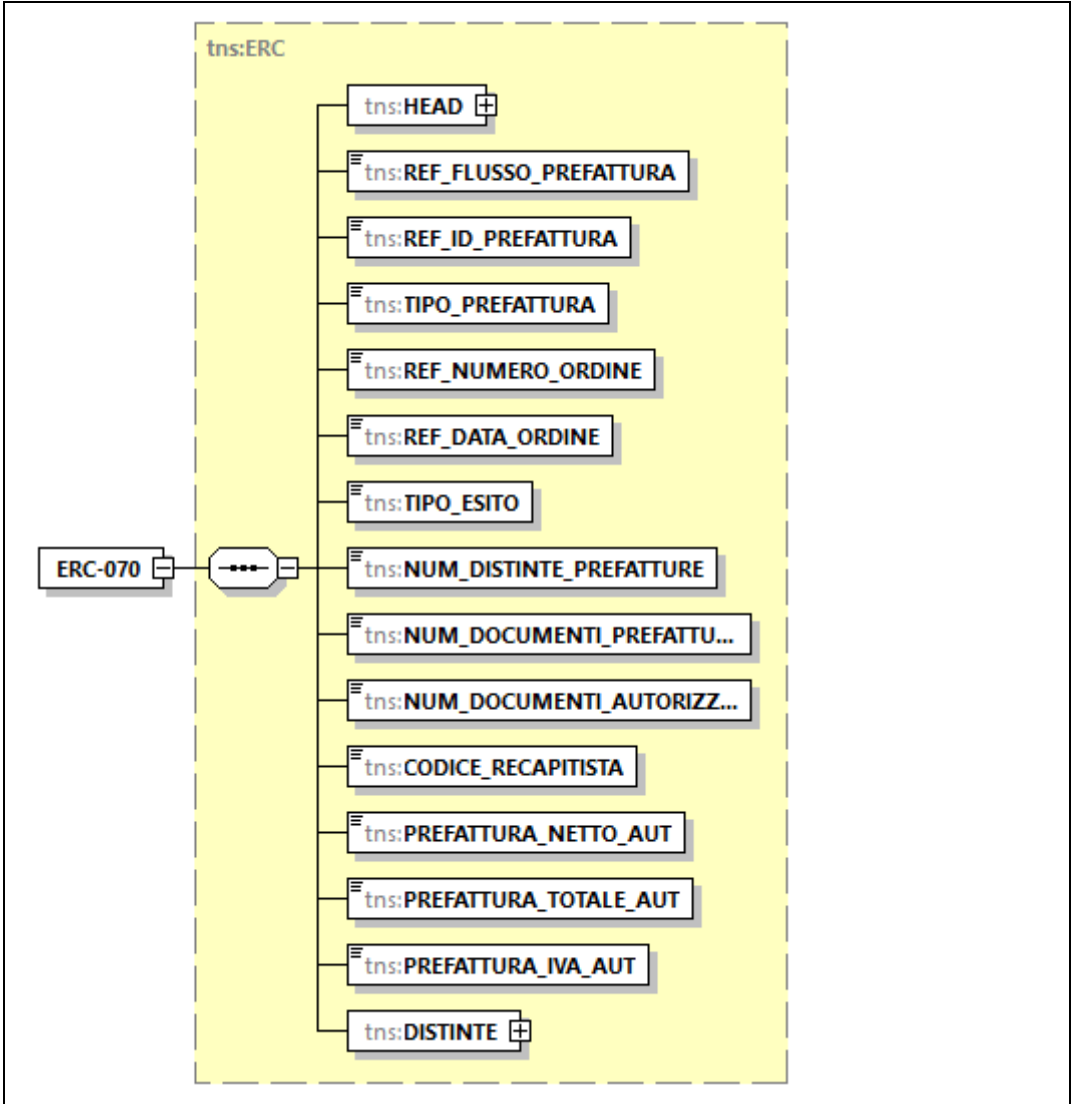 tns:ERC
tns:HEAD
tns:REF_FLUSSO_PREFATTURA
tns:REF_ID_PREFATTURA
tns:TIPO_PREFATTURA
tns:REF_NUMERO_ORDINE
tns:REF_DATA_ORDINE
tns:TIPO_ESITO
ERC-070
tns:NUM_DISTINTE_PREFATTURE
tns:NUM_DOCUMENTI_PREFATTU...
tns:NUM_DOCUMENTI_AUTORIZZ...
tns:CODICE_RECAPITISTA
tns:PREFATTURA_NETTO_AUT
tns:PREFATTURA_TOTALE_AUT
tns:PREFATTURA_IVA_AUT
tns:DISTINTE